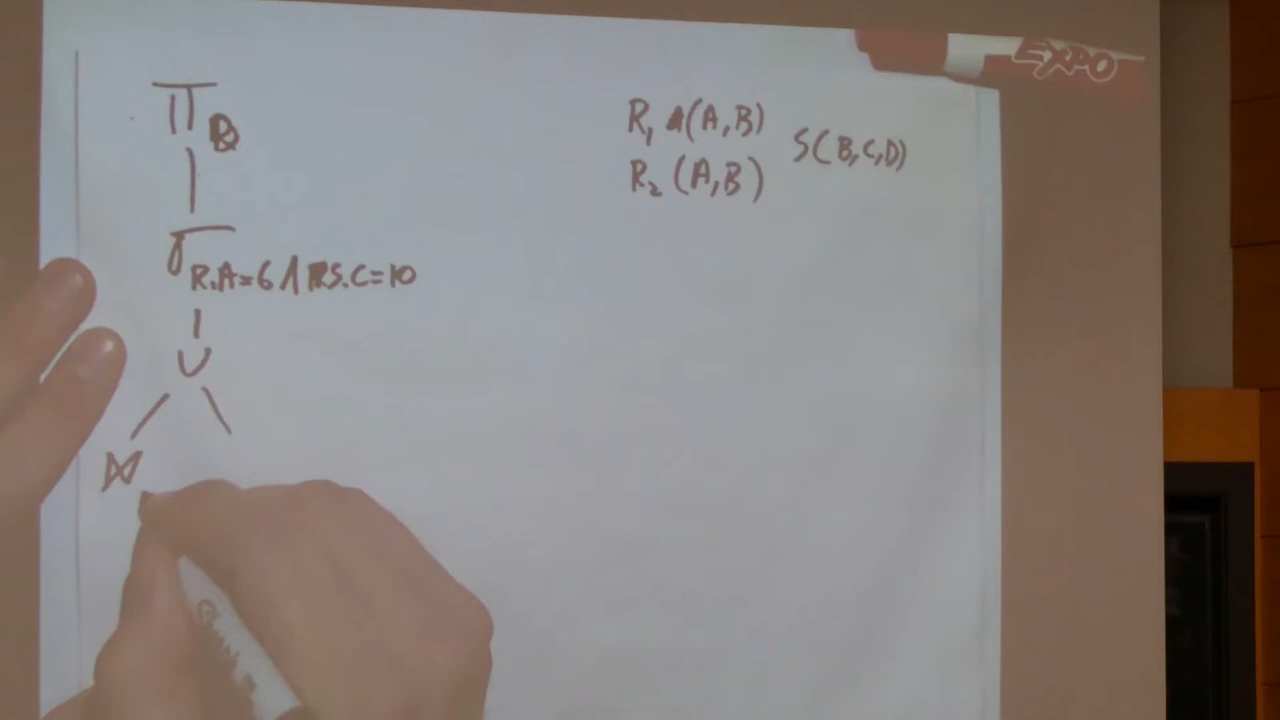 π B
σ R.A=6 ∧ S.C=10
∪
⋈
R₁ (A,B)
R₂ (A,B)
S(B,C,D)
EXPO